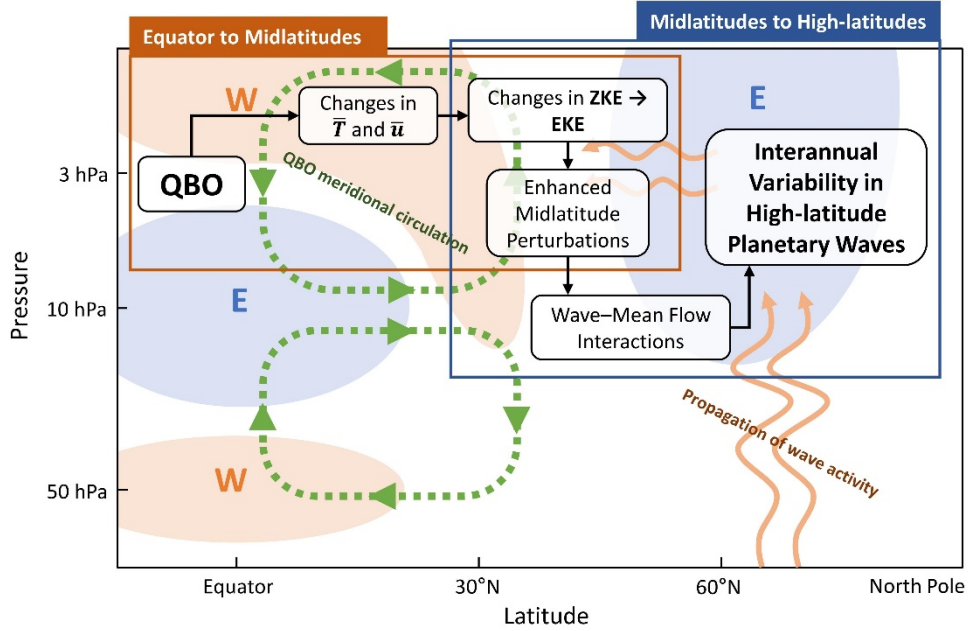 Equator to Midlatitudes
Midlatitudes to High-latitudes
W
Changes in
T̅ and u̅
Changes in ZKE →
EKE
E
3 hPa
QBO
QBO meridional circulation
Enhanced
Midlatitude
Perturbations
Interannual
Variability in
High-latitude
Planetary Waves
E
10 hPa
Wave–Mean Flow
Interactions
Pressure
Propagation of wave activity
W
50 hPa
Equator
30°N
60°N
North Pole
Latitude